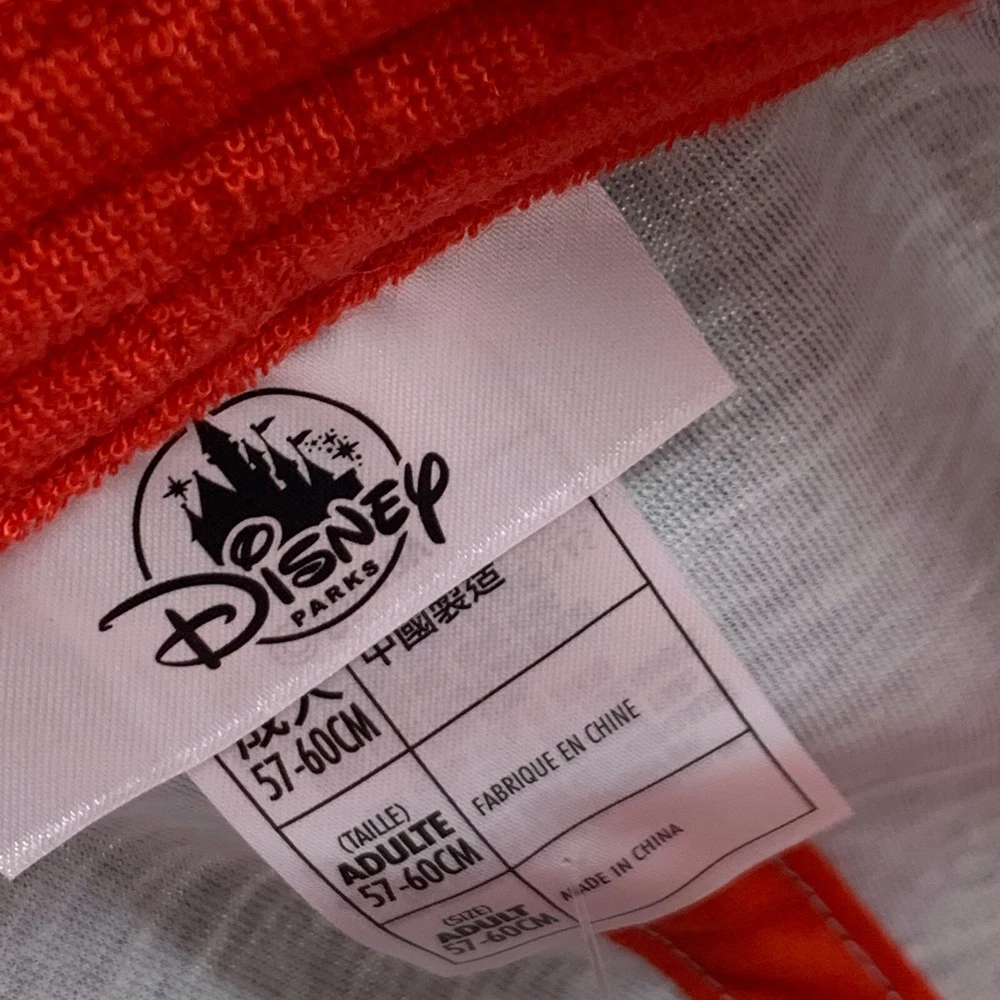 DISNEY
PARKS
中國製造
成人
57-60CM
FABRIQUE EN CHINE
(TAILLE)
ADULTE
57-60CM
MADE IN CHINA
(SIZE)
ADULT
57-60CM